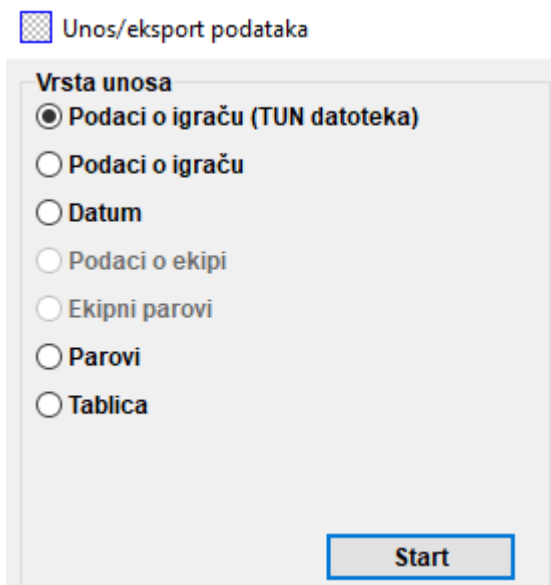 Unos/eksport podataka
Vrsta unosa
Podaci o igraču (TUN datoteka)
Podaci o igraču
Datum
Podaci o ekipi
Ekipni parovi
Parovi
Tablica
Start